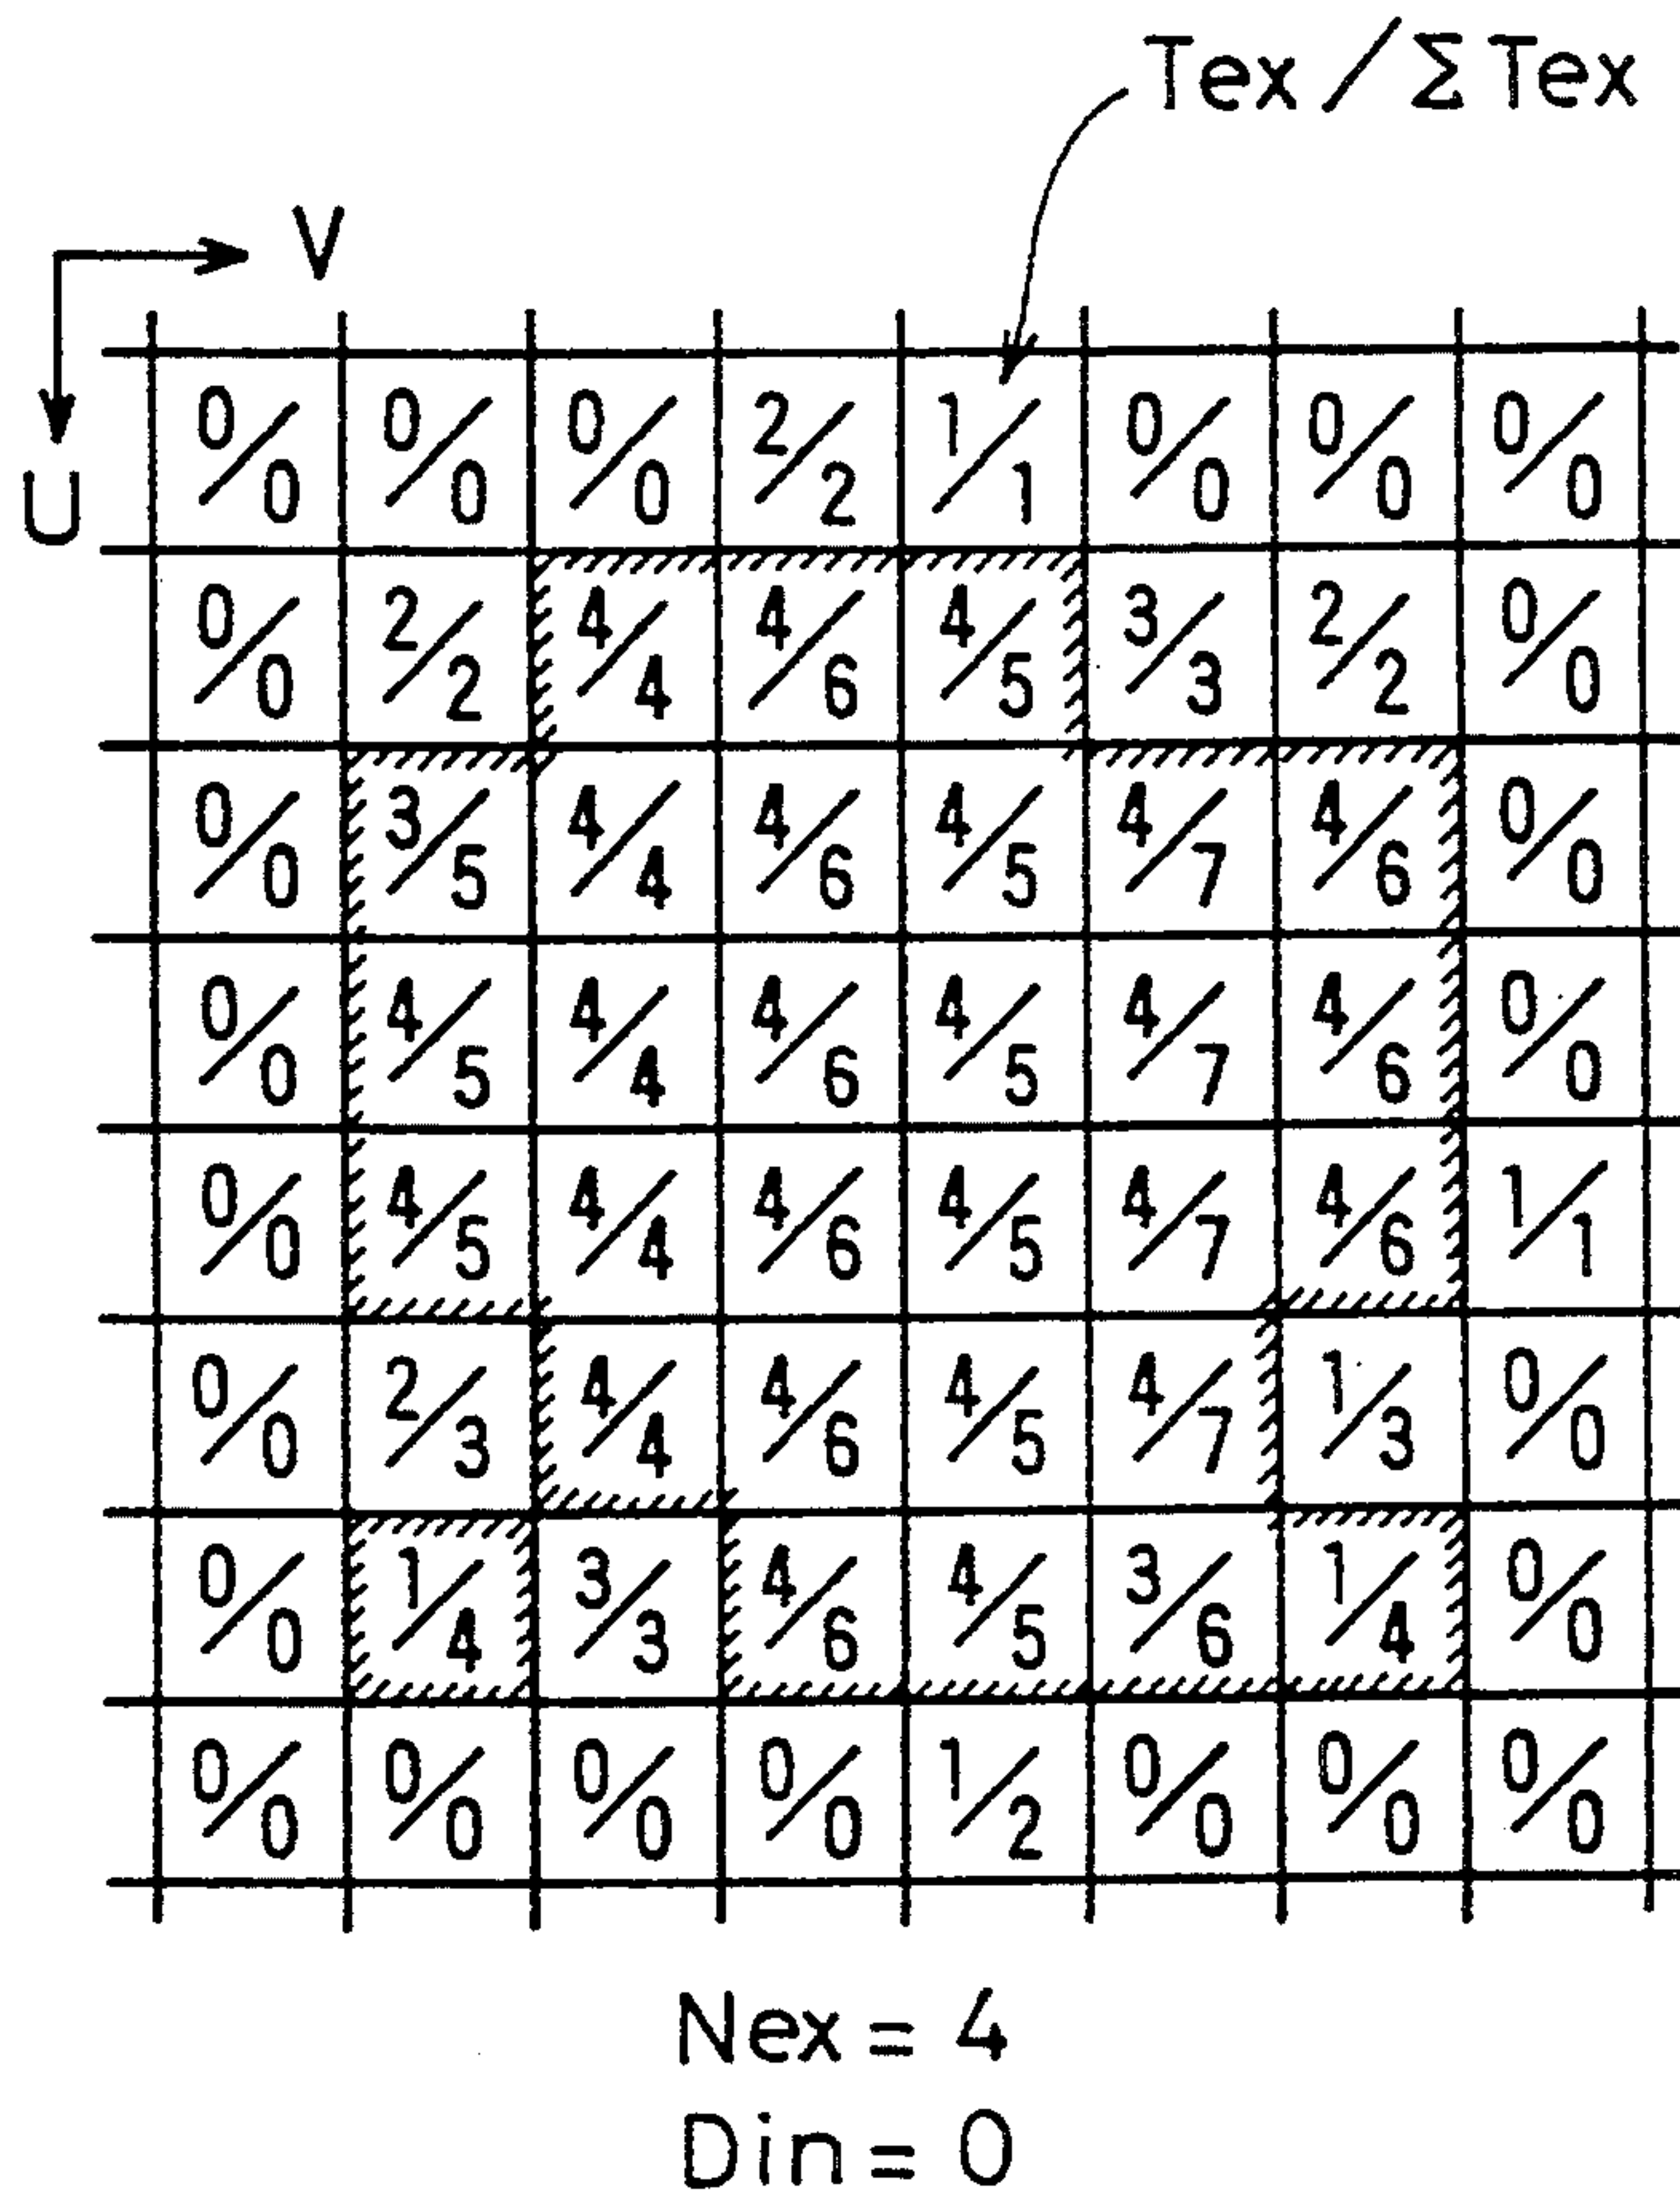 Tex/ΣTex
V
U
0/0 0/0 0/0 2/2 1/1 0/0 0/0 0/0
0/0 2/2 4/4 4/6 4/5 3/3 2/2 0/0
0/0 3/5 4/4 4/6 4/5 4/7 4/6 0/0
0/0 4/5 4/4 4/6 4/5 4/7 4/6 0/0
0/0 4/5 4/4 4/6 4/5 4/7 4/6 1/1
0/0 2/3 4/4 4/6 4/5 4/7 1/3 0/0
0/0 1/4 3/3 4/6 4/5 3/6 1/4 0/0
0/0 0/0 0/0 0/0 1/2 0/0 0/0 0/0
Nex = 4
Din = 0